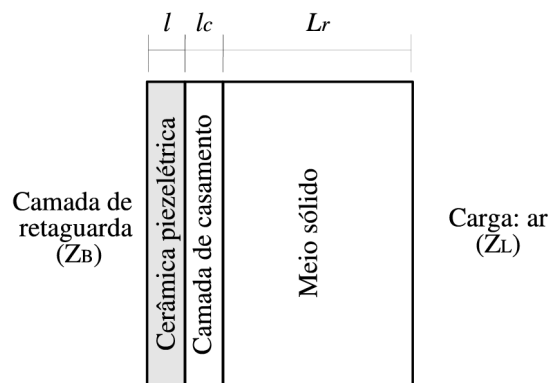 l lc Lr
Camada de
retaguarda
(ZB)
Cerâmica piezelétrica
Camada de casamento
Meio sólido
Carga: ar
(ZL)